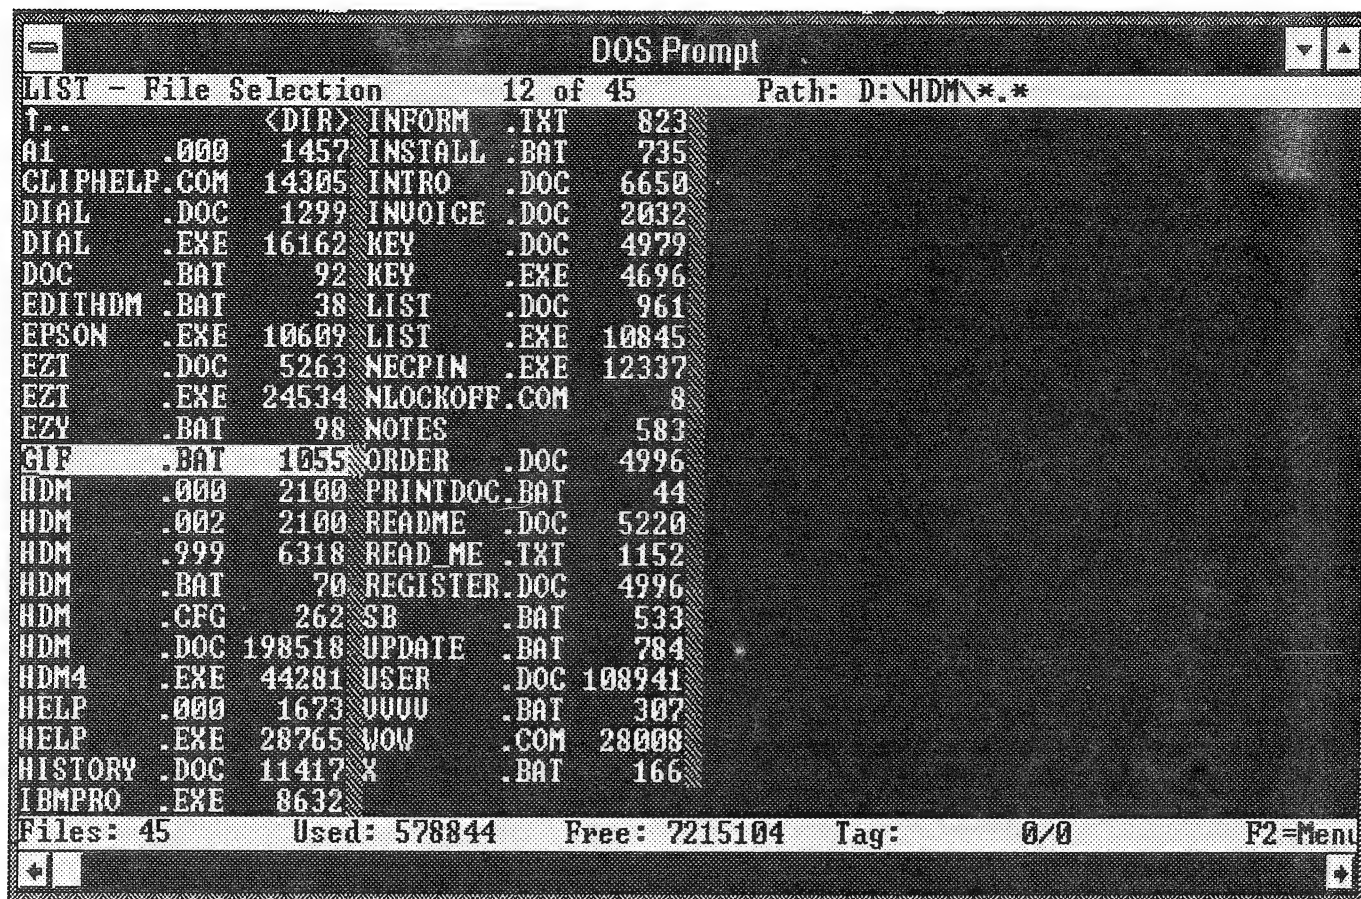 DOS Prompt
LIST - File Selection 12 of 45 Path: D:\HDM\*.*
↑.. <DIR> INFORM .TXT 823
A1 .000 1457 INSTALL .BAT 735
CLIPHELP.COM 14305 INTRO .DOC 6650
DIAL .DOC 1299 INVOICE .DOC 2032
DIAL .EXE 16162 KEY .DOC 4979
DOC .BAT 92 KEY .EXE 4696
EDITHDM .BAT 38 LIST .DOC 961
EPSON .EXE 10609 LIST .EXE 10845
EZT .DOC 5263 NECPIN .EXE 12337
EZT .EXE 24534 NLOCKOFF.COM 8
EZY .BAT 98 NOTES 583
GIF .BAT 1055 ORDER .DOC 4996
HDM .000 2100 PRINTDOC.BAT 44
HDM .002 2100 README .DOC 5220
HDM .999 6318 READ_ME .TXT 1152
HDM .BAT 70 REGISTER.DOC 4996
HDM .CFG 262 SB .BAT 533
HDM .DOC 198518 UPDATE .BAT 784
HDM4 .EXE 44281 USER .DOC 108941
HELP .000 1673 VVVV .BAT 307
HELP .EXE 28765 WOW .COM 28008
HISTORY .DOC 11417 X .BAT 166
IBMPRO .EXE 8632
Files: 45 Used: 578844 Free: 7215104 Tag: 0/0 F2=Menu